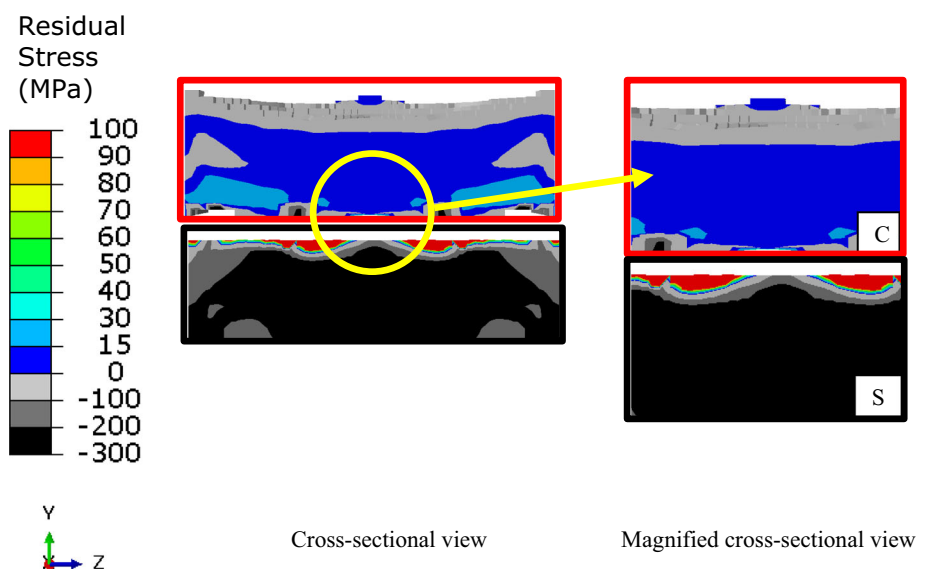 Residual
Stress
(MPa)
100
90
80
70
60
50
40
30
15
0
-100
-200
-300
C
S
Y
X
Z
Cross-sectional view
Magnified cross-sectional view